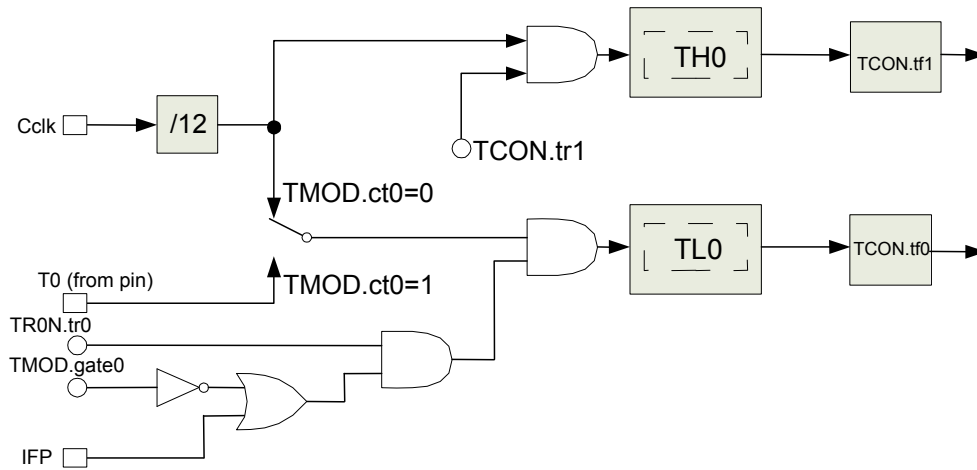 TH0
TCON.tf1
Cclk
/12
TCON.tr1
TMOD.ct0=0
TL0
TCON.tf0
T0 (from pin)
TMOD.ct0=1
TR0N.tr0
TMOD.gate0
IFP